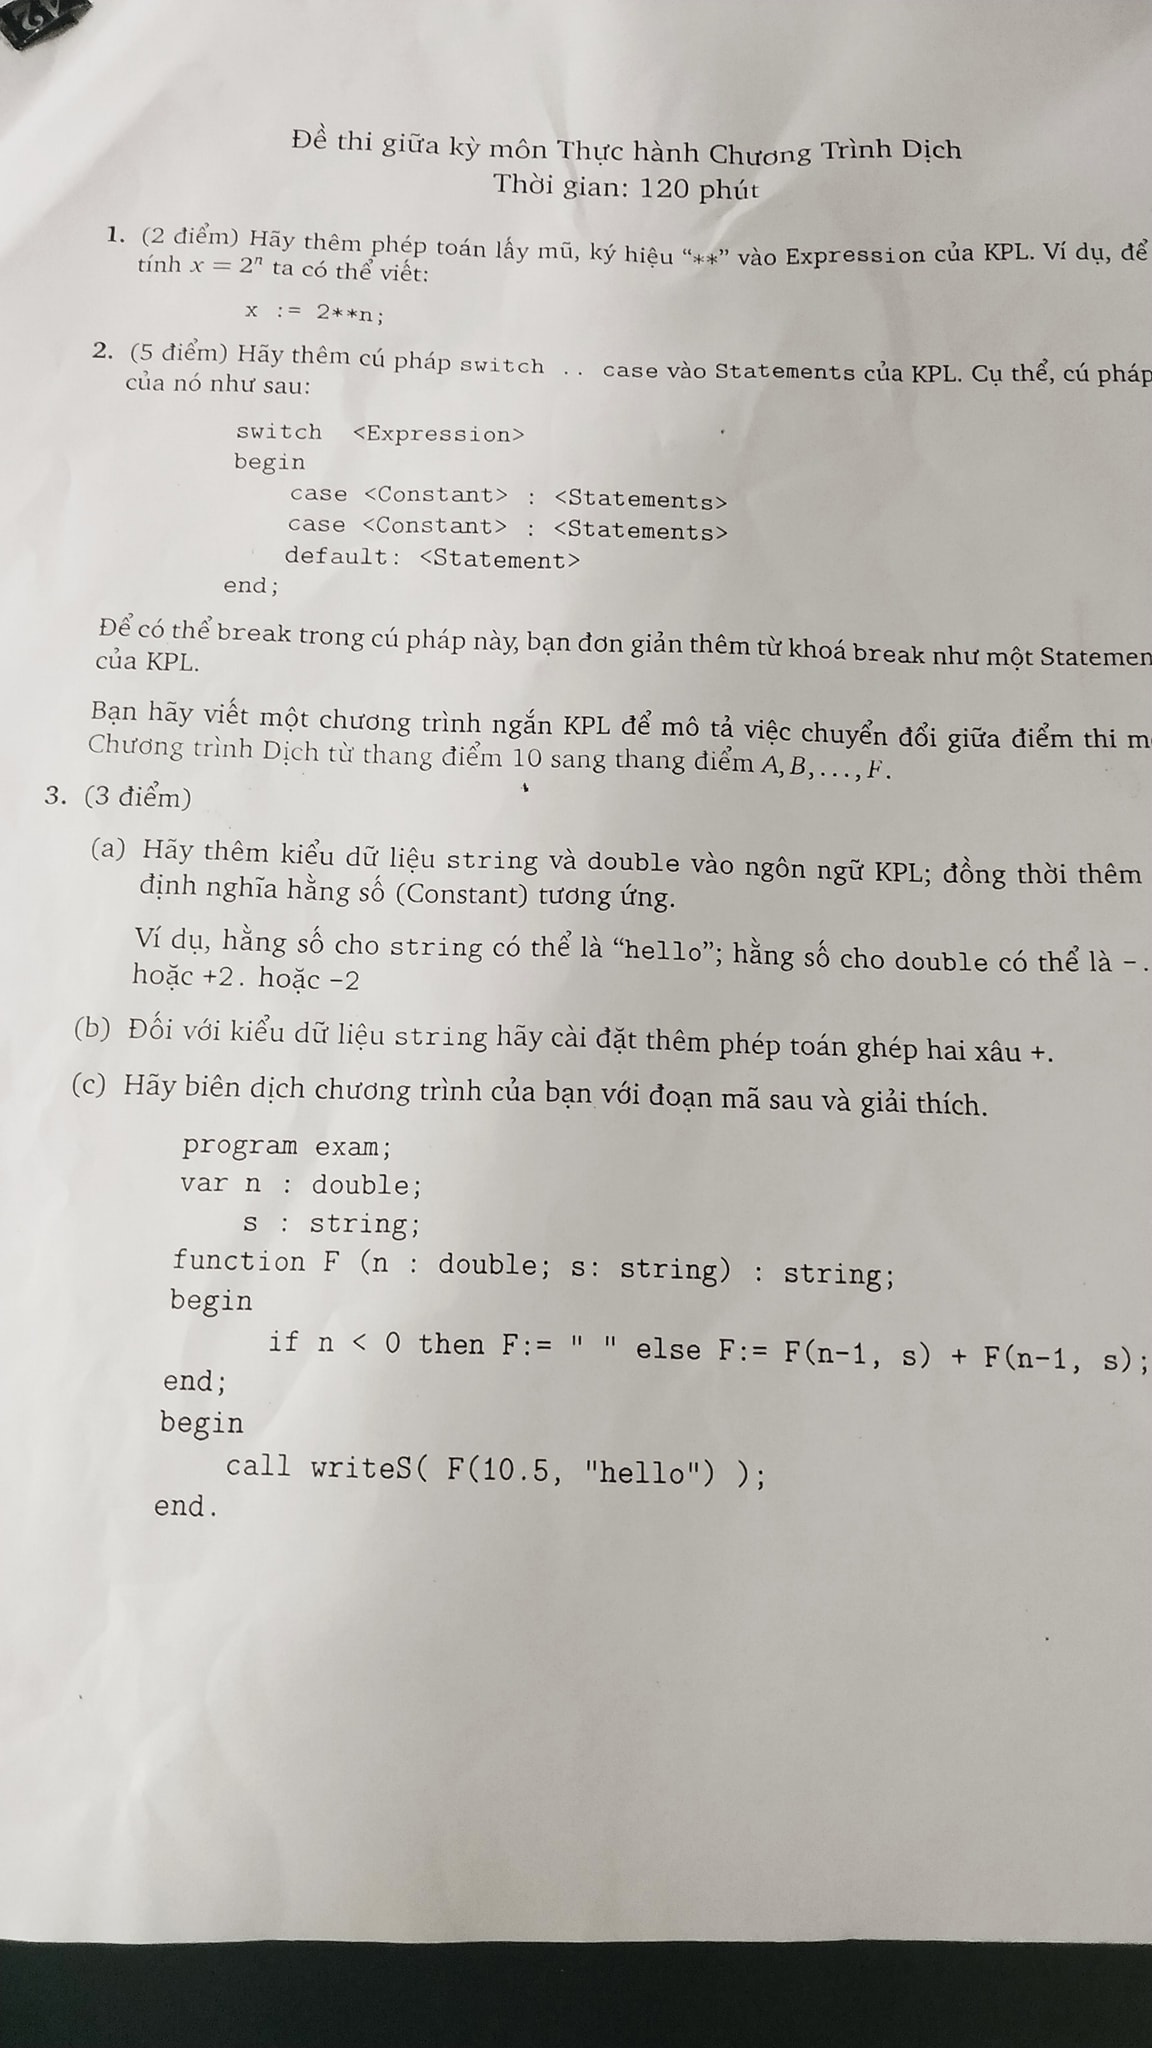 Đề thi giữa kỳ môn Thực hành Chương Trình Dịch
Thời gian: 120 phút
1. (2 điểm) Hãy thêm phép toán lấy mũ, ký hiệu “**” vào Expression của KPL. Ví dụ, để
tính x = 2ⁿ ta có thể viết:
x := 2**n;
2. (5 điểm) Hãy thêm cú pháp switch .. case vào Statements của KPL. Cụ thể, cú pháp
của nó như sau:
switch <Expression>
begin
case <Constant> : <Statements>
case <Constant> : <Statements>
default: <Statement>
end;
Để có thể break trong cú pháp này, bạn đơn giản thêm từ khoá break như một Statemen
của KPL.
Bạn hãy viết một chương trình ngắn KPL để mô tả việc chuyển đổi giữa điểm thi m
Chương trình Dịch từ thang điểm 10 sang thang điểm A, B, ..., F.
3. (3 điểm)
(a) Hãy thêm kiểu dữ liệu string và double vào ngôn ngữ KPL; đồng thời thêm
định nghĩa hằng số (Constant) tương ứng.
Ví dụ, hằng số cho string có thể là “hello”; hằng số cho double có thể là -.
hoặc +2. hoặc -2
(b) Đối với kiểu dữ liệu string hãy cài đặt thêm phép toán ghép hai xâu +.
(c) Hãy biên dịch chương trình của bạn với đoạn mã sau và giải thích.
program exam;
var n : double;
s : string;
function F (n : double; s: string) : string;
begin
if n < 0 then F:= " " else F:= F(n-1, s) + F(n-1, s);
end;
begin
call writeS( F(10.5, "hello") );
end.